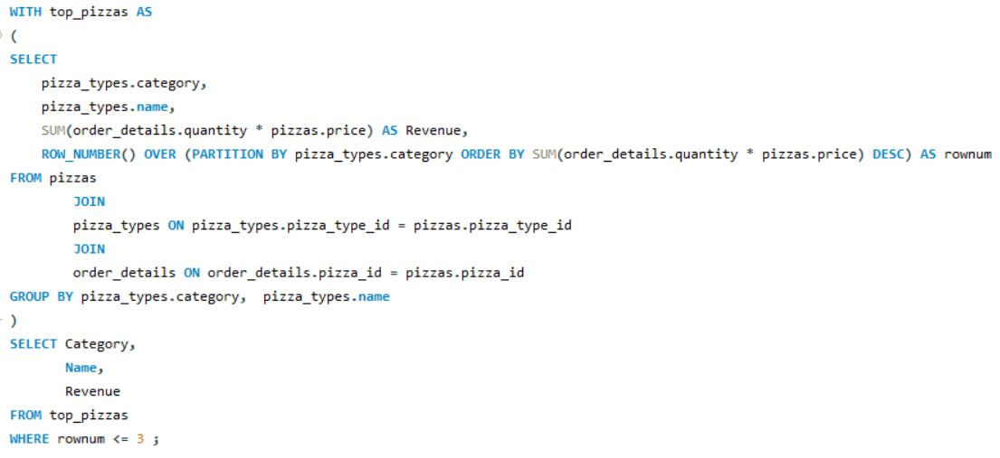 WITH top_pizzas AS
(
SELECT
    pizza_types.category,
    pizza_types.name,
    SUM(order_details.quantity * pizzas.price) AS Revenue,
    ROW_NUMBER() OVER (PARTITION BY pizza_types.category ORDER BY SUM(order_details.quantity * pizzas.price) DESC) AS rownum
FROM pizzas
        JOIN
        pizza_types ON pizza_types.pizza_type_id = pizzas.pizza_type_id
        JOIN
        order_details ON order_details.pizza_id = pizzas.pizza_id
GROUP BY pizza_types.category,  pizza_types.name
)
SELECT Category,
       Name,
       Revenue
FROM top_pizzas
WHERE rownum <= 3 ;